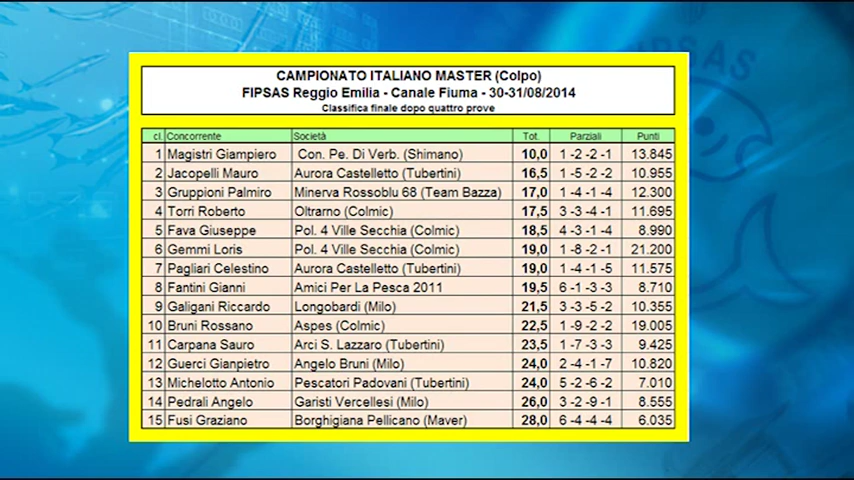 FIPSAS
CAMPIONATO ITALIANO MASTER (Colpo)
FIPSAS Reggio Emilia - Canale Fiuma - 30-31/08/2014
Classifica finale dopo quattro prove
cl. Concorrente Società Tot. Parziali Punti
1 Magistri Giampiero Con. Pe. Di Verb. (Shimano) 10,0 1 -2 -2 -1 13.845
2 Jacopelli Mauro Aurora Castelletto (Tubertini) 16,5 1 -5 -2 -2 10.955
3 Gruppioni Palmiro Minerva Rossoblu 68 (Team Bazza) 17,0 1 -4 -1 -4 12.300
4 Torri Roberto Oltrarno (Colmic) 17,5 3 -3 -4 -1 11.695
5 Fava Giuseppe Pol. 4 Ville Secchia (Colmic) 18,5 4 -3 -1 -4 8.990
6 Gemmi Loris Pol. 4 Ville Secchia (Colmic) 19,0 1 -8 -2 -1 21.200
7 Pagliari Celestino Aurora Castelletto (Tubertini) 19,0 1 -4 -1 -5 11.575
8 Fantini Gianni Amici Per La Pesca 2011 19,5 6 -1 -3 -3 8.710
9 Galigani Riccardo Longobardi (Milo) 21,5 3 -3 -5 -2 10.355
10 Bruni Rossano Aspes (Colmic) 22,5 1 -9 -2 -2 19.005
11 Carpana Sauro Arci S. Lazzaro (Tubertini) 23,5 1 -7 -3 -3 9.425
12 Guerci Gianpietro Angelo Bruni (Milo) 24,0 2 -4 -1 -7 10.820
13 Michelotto Antonio Pescatori Padovani (Tubertini) 24,0 5 -2 -6 -2 7.010
14 Pedrali Angelo Garisti Vercellesi (Milo) 26,0 3 -2 -9 -1 8.555
15 Fusi Graziano Borghigiana Pellicano (Maver) 28,0 6 -4 -4 -4 6.035